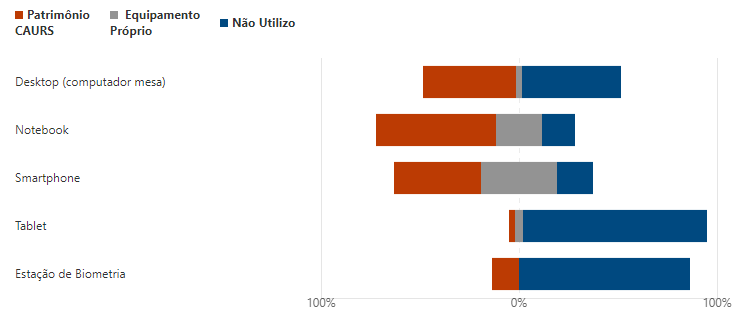 Patrimônio
CAURS
Equipamento
Próprio
Não Utilizo
Desktop (computador mesa)
Notebook
Smartphone
Tablet
Estação de Biometria
100%
0%
100%